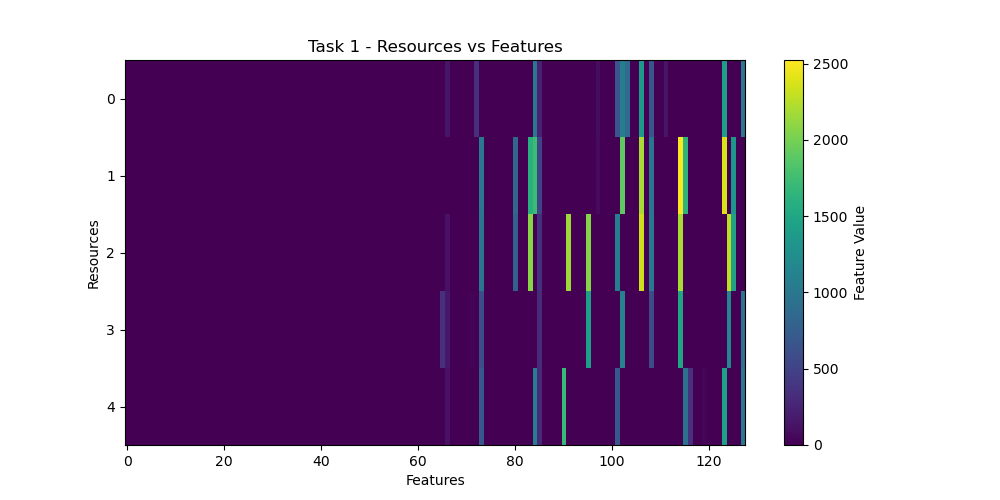 Task 1 - Resources vs Features
Resources
0
1
2
3
4
0 20 40 60 80 100 120
Features
2500
2000
1500
1000
500
0
Feature Value